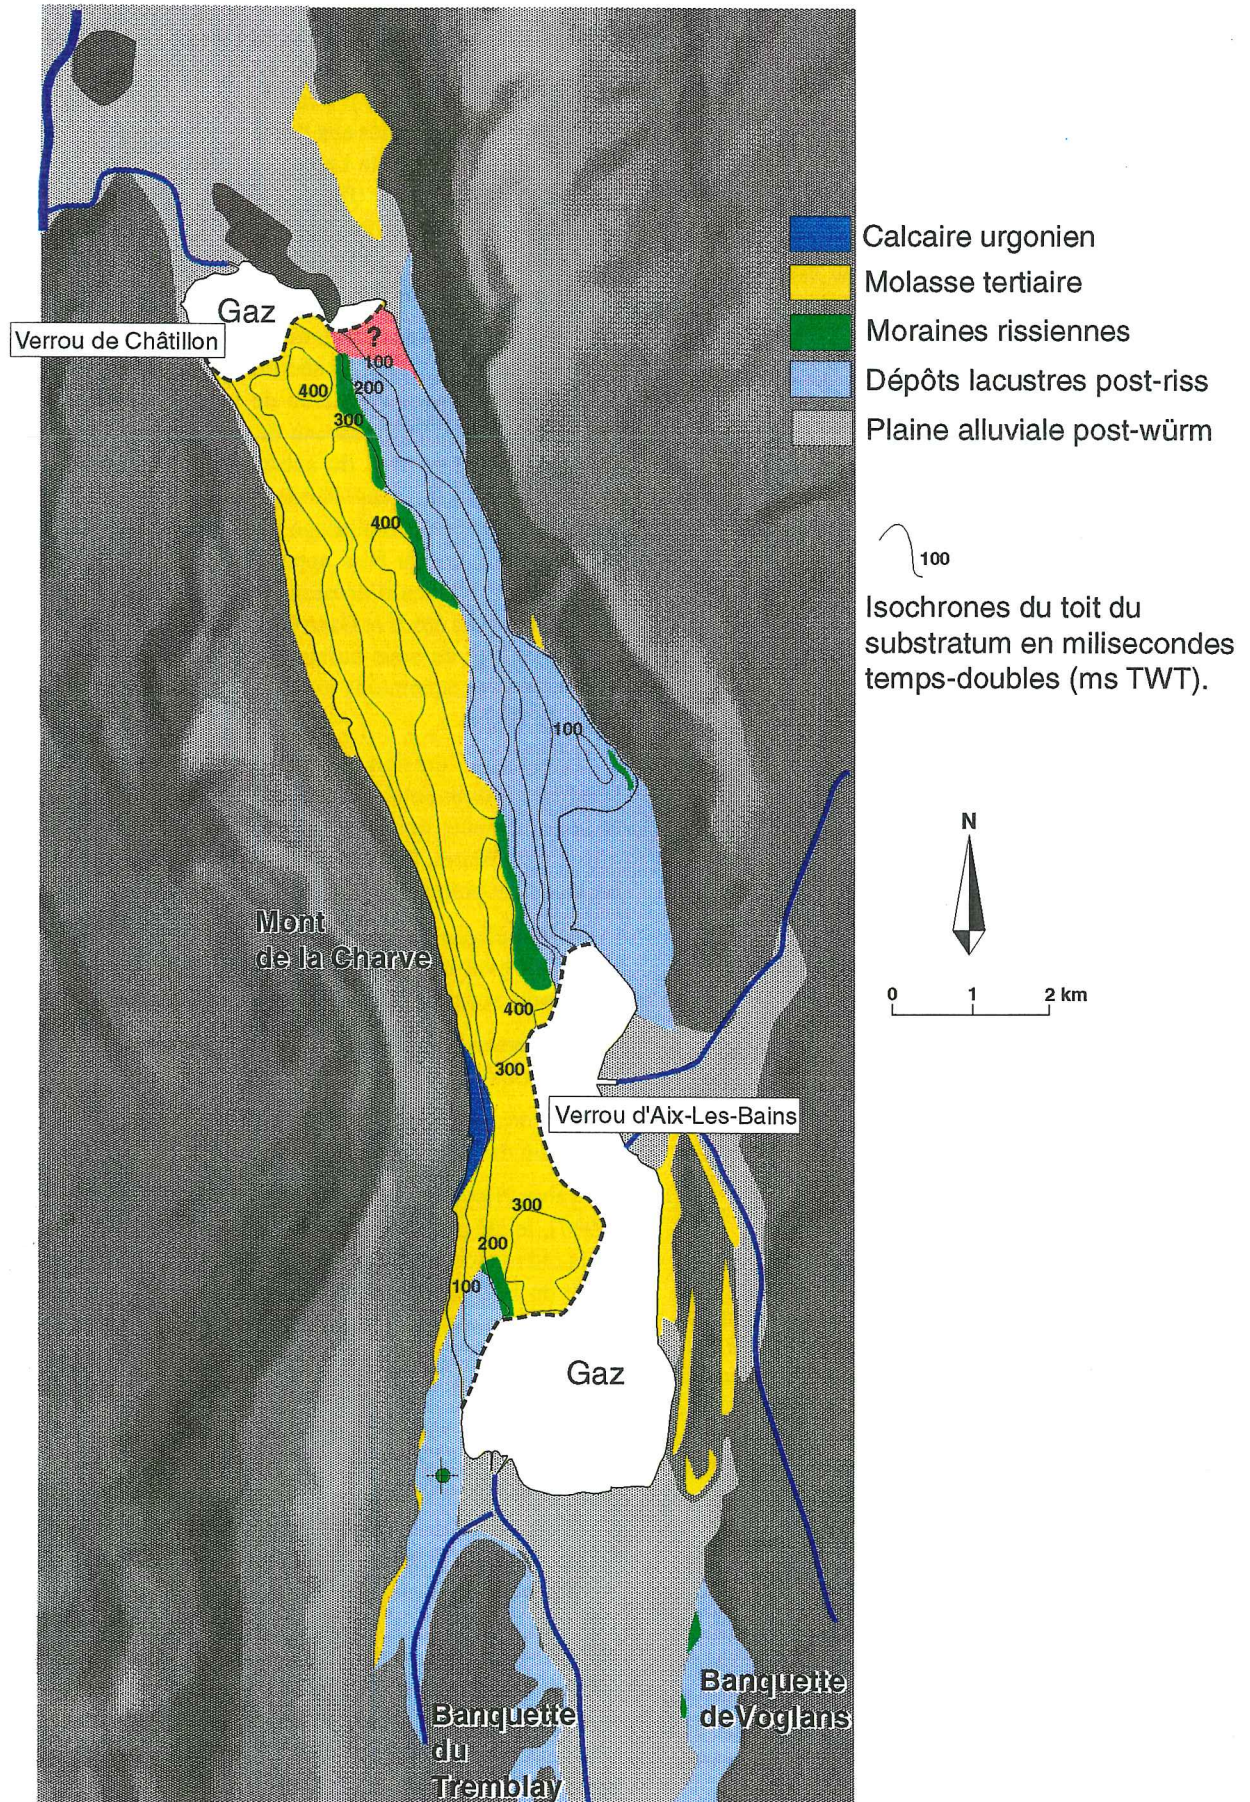 Calcaire urgonien
Gaz
Molasse tertiaire
Verrou de Châtillon
?
Moraines rissiennes
100
400
200
Dépôts lacustres post-riss
300
Plaine alluviale post-würm
400
100
Isochrones du toit du
substratum en milisecondes
temps-doubles (ms TWT).
100
N
Mont
de la Charve
0 1 2 km
400
300
Verrou d'Aix-Les-Bains
300
200
100
Gaz
Banquette
de Voglans
Banquette
du
Tremblay